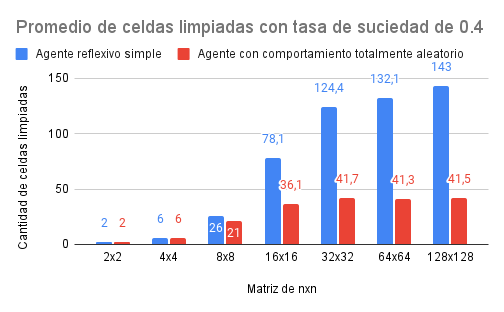 Promedio de celdas limpiadas con tasa de suciedad de 0.4
Agente reflexivo simple
Agente con comportamiento totalmente aleatorio
Cantidad de celdas limpiadas
150
100
50
0
2
2
6
6
26
21
78,1
36,1
124,4
41,7
132,1
41,3
143
41,5
2x2
4x4
8x8
16x16
32x32
64x64
128x128
Matriz de nxn